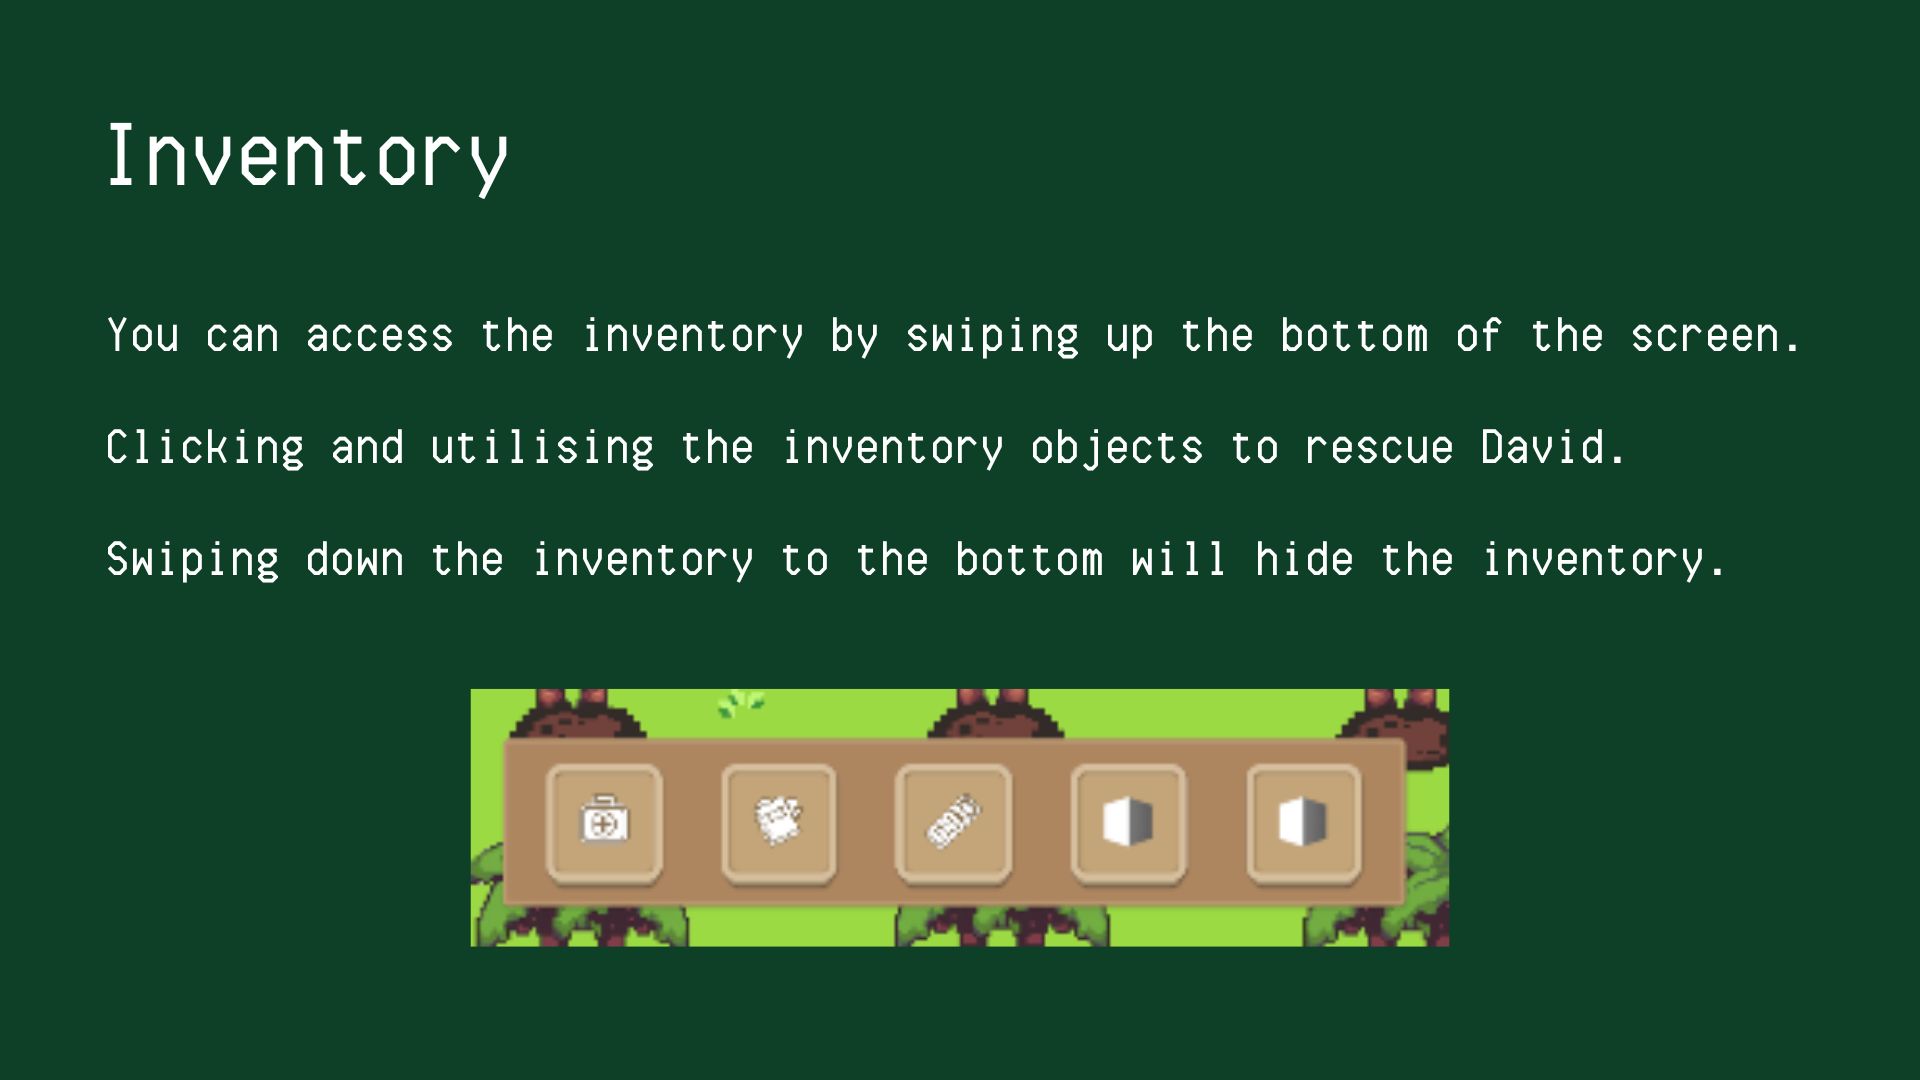 Inventory
You can access the inventory by swiping up the bottom of the screen.
Clicking and utilising the inventory objects to rescue David.
Swiping down the inventory to the bottom will hide the inventory.